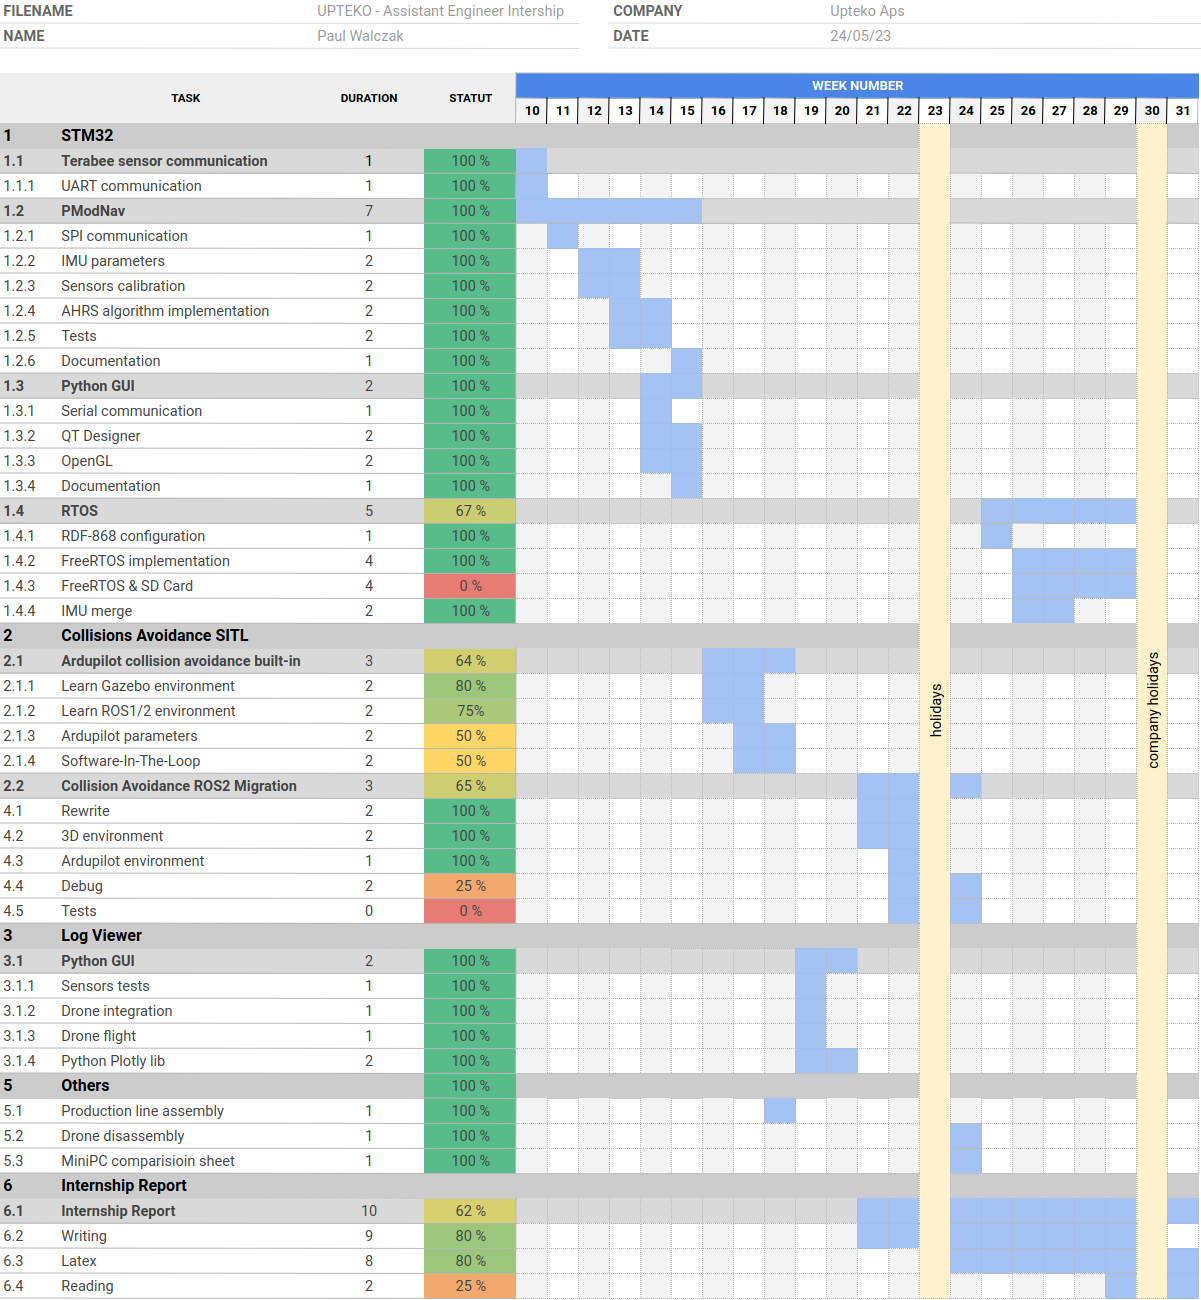 FILENAME UPTEKO - Assistant Engineer Intership COMPANY Upteko Aps
NAME Paul Walczak DATE 24/05/23
WEEK NUMBER
TASK DURATION STATUT 10 11 12 13 14 15 16 17 18 19 20 21 22 23 24 25 26 27 28 29 30 31
1 STM32
1.1 Terabee sensor communication 1 100 %
1.1.1 UART communication 1 100 %
1.2 PModNav 7 100 %
1.2.1 SPI communication 1 100 %
1.2.2 IMU parameters 2 100 %
1.2.3 Sensors calibration 2 100 %
1.2.4 AHRS algorithm implementation 2 100 %
1.2.5 Tests 2 100 %
1.2.6 Documentation 1 100 %
1.3 Python GUI 2 100 %
1.3.1 Serial communication 1 100 %
1.3.2 QT Designer 2 100 %
1.3.3 OpenGL 2 100 %
1.3.4 Documentation 1 100 %
1.4 RTOS 5 67 %
1.4.1 RDF-868 configuration 1 100 %
1.4.2 FreeRTOS implementation 4 100 %
1.4.3 FreeRTOS & SD Card 4 0 %
1.4.4 IMU merge 2 100 %
2 Collisions Avoidance SITL
2.1 Ardupilot collision avoidance built-in 3 64 %
2.1.1 Learn Gazebo environment 2 80 %
2.1.2 Learn ROS1/2 environment 2 75%
2.1.3 Ardupilot parameters 2 50 %
2.1.4 Software-In-The-Loop 2 50 %
2.2 Collision Avoidance ROS2 Migration 3 65 %
4.1 Rewrite 2 100 %
4.2 3D environment 2 100 %
4.3 Ardupilot environment 1 100 %
4.4 Debug 2 25 %
4.5 Tests 0 0 %
3 Log Viewer
3.1 Python GUI 2 100 %
3.1.1 Sensors tests 1 100 %
3.1.2 Drone integration 1 100 %
3.1.3 Drone flight 1 100 %
3.1.4 Python Plotly lib 2 100 %
5 Others 100 %
5.1 Production line assembly 1 100 %
5.2 Drone disassembly 1 100 %
5.3 MiniPC comparisioin sheet 1 100 %
6 Internship Report
6.1 Internship Report 10 62 %
6.2 Writing 9 80 %
6.3 Latex 8 80 %
6.4 Reading 2 25 %
holidays
company holidays